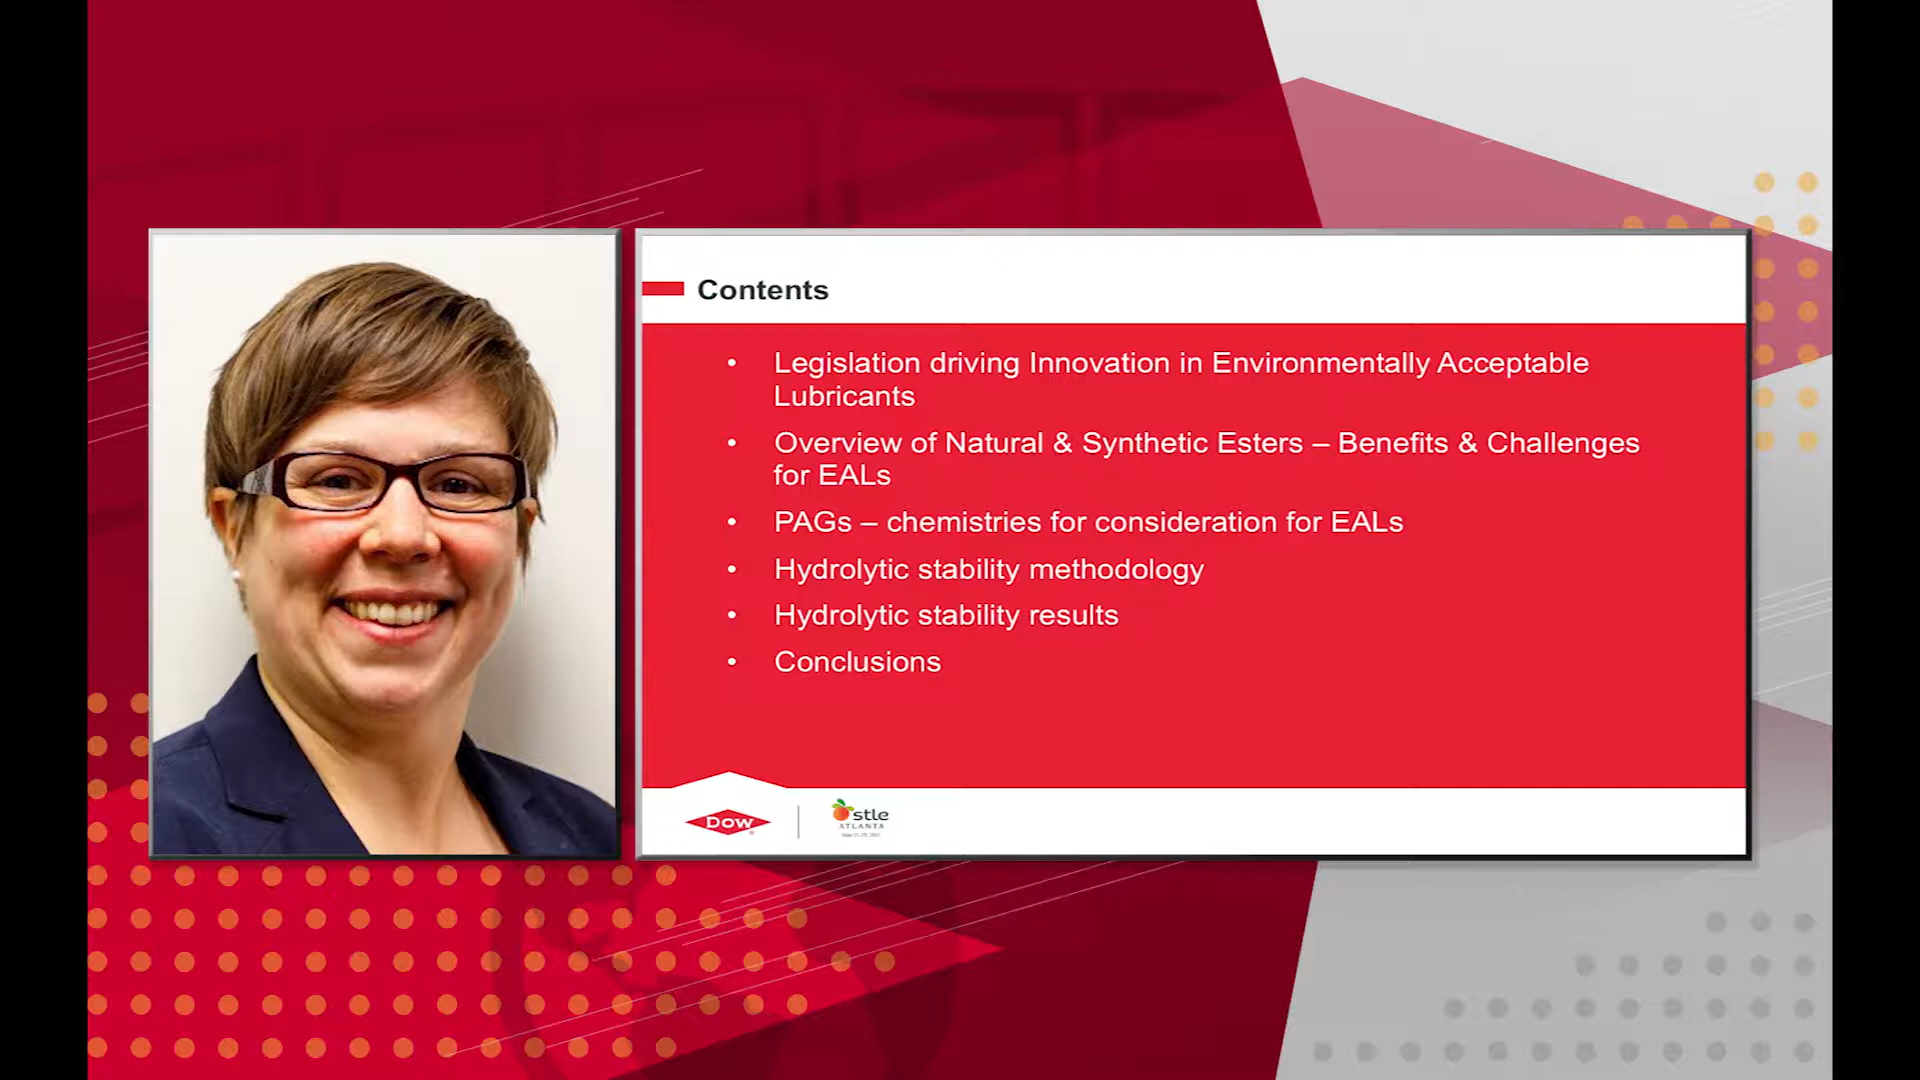 Contents
• Legislation driving Innovation in Environmentally Acceptable
Lubricants
• Overview of Natural & Synthetic Esters – Benefits & Challenges
for EALs
• PAGs – chemistries for consideration for EALs
• Hydrolytic stability methodology
• Hydrolytic stability results
• Conclusions
DOW
stle
ATLANTA